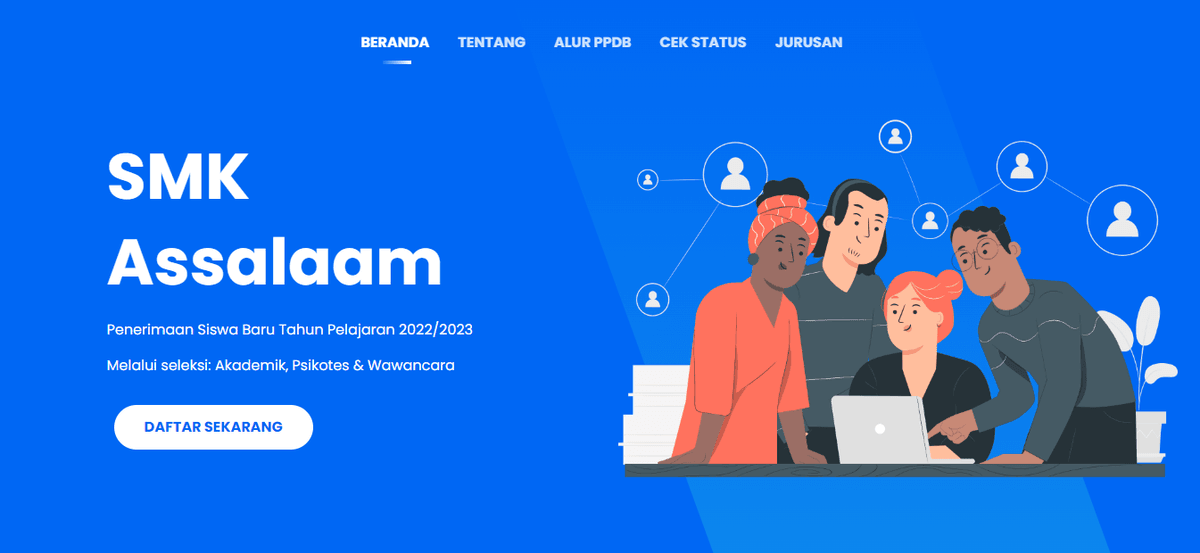 BERANDA TENTANG ALUR PPDB CEK STATUS JURUSAN
SMK
Assalaam
Penerimaan Siswa Baru Tahun Pelajaran 2022/2023
Melalui seleksi: Akademik, Psikotes & Wawancara
DAFTAR SEKARANG